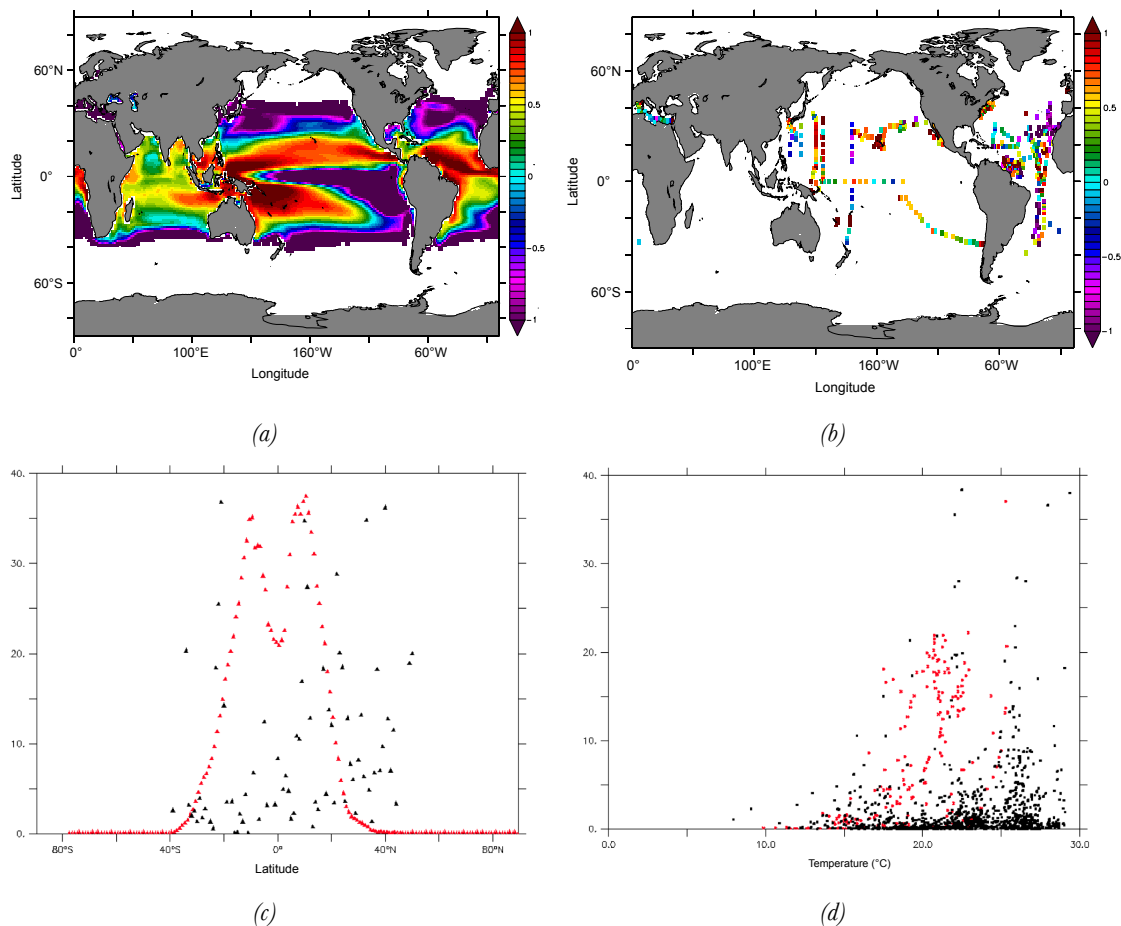 1
0.5
0
-0.5
-1
60°N
0°
60°S
Latitude
0°
100°E
160°W
60°W
Longitude
(a)
1
0.5
0
-0.5
-1
60°N
0°
60°S
Latitude
0°
100°E
160°W
60°W
Longitude
(b)
40.
30.
20.
10.
0.
80°S
40°S
0°
40°N
80°N
Latitude
(c)
40.
30.
20.
10.
0.
0.0
10.0
20.0
30.0
Temperature (°C)
(d)